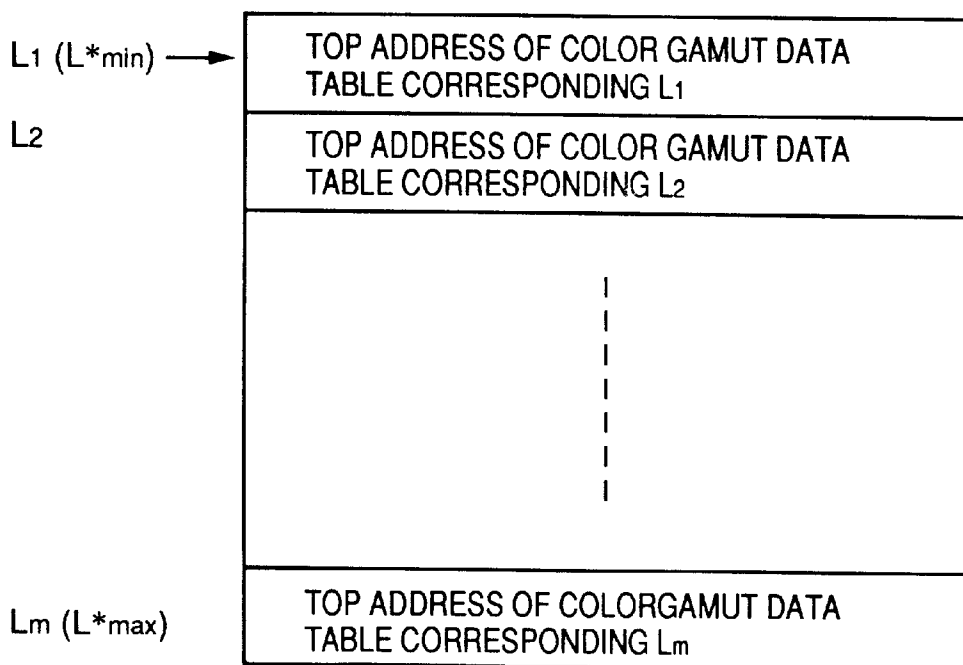 L1 (L*min)
TOP ADDRESS OF COLOR GAMUT DATA
TABLE CORRESPONDING L1
L2
TOP ADDRESS OF COLOR GAMUT DATA
TABLE CORRESPONDING L2
Lm (L*max)
TOP ADDRESS OF COLORGAMUT DATA
TABLE CORRESPONDING Lm